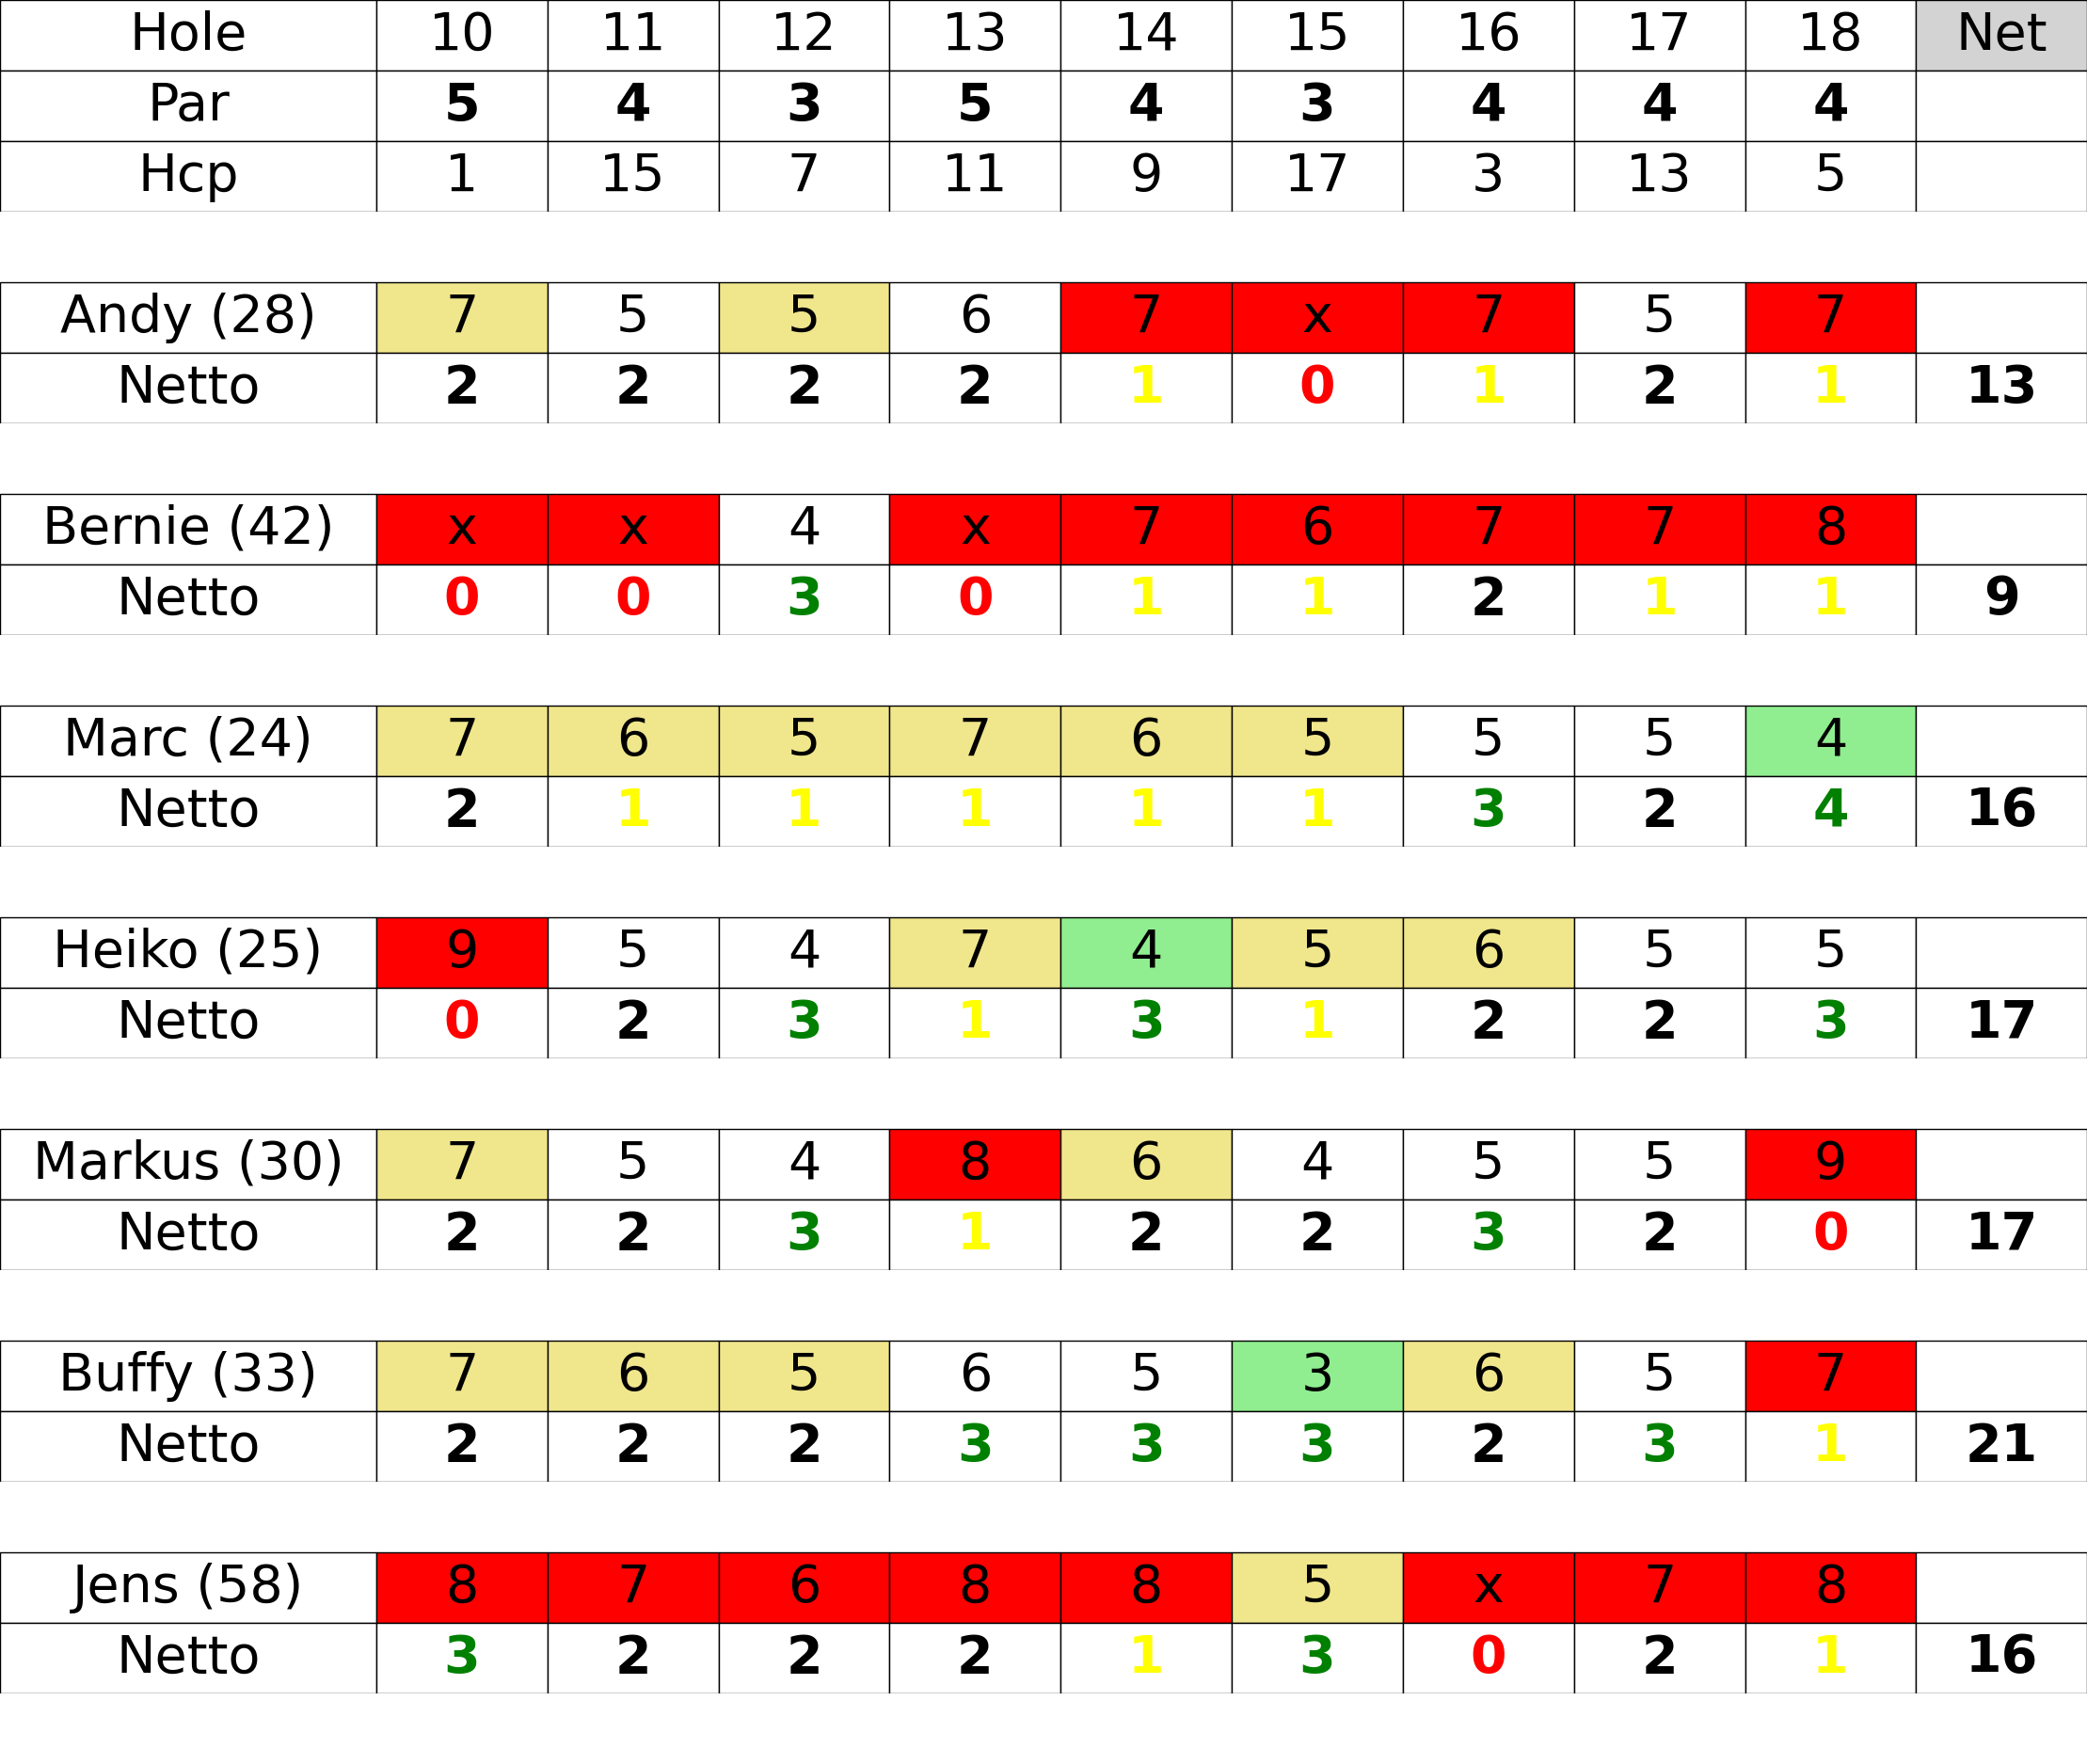 Hole 10 11 12 13 14 15 16 17 18 Net
Par 5 4 3 5 4 3 4 4 4
Hcp 1 15 7 11 9 17 3 13 5
Andy (28) 7 5 5 6 7 x 7 5 7
Netto 2 2 2 2 1 0 1 2 1 13
Bernie (42) x x 4 x 7 6 7 7 8
Netto 0 0 3 0 1 1 2 1 1 9
Marc (24) 7 6 5 7 6 5 5 5 4
Netto 2 1 1 1 1 1 3 2 4 16
Heiko (25) 9 5 4 7 4 5 6 5 5
Netto 0 2 3 1 3 1 2 2 3 17
Markus (30) 7 5 4 8 6 4 5 5 9
Netto 2 2 3 1 2 2 3 2 0 17
Buffy (33) 7 6 5 6 5 3 6 5 7
Netto 2 2 2 3 3 3 2 3 1 21
Jens (58) 8 7 6 8 8 5 x 7 8
Netto 3 2 2 2 1 3 0 2 1 16